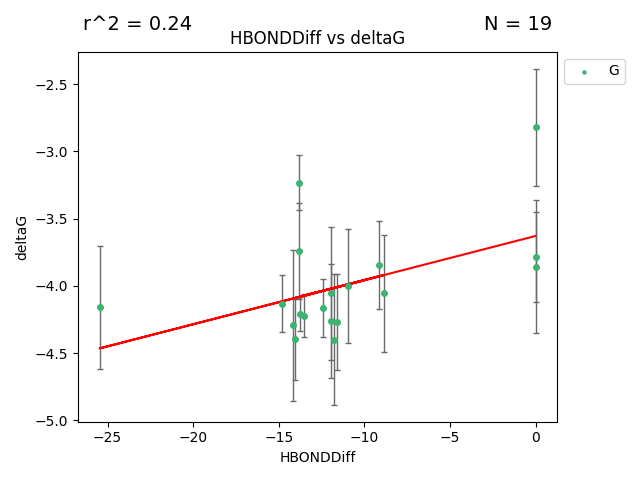 r^2 = 0.24
N = 19
HBONDDiff vs deltaG
G
−2.5
−3.0
−3.5
−4.0
−4.5
−5.0
deltaG
−25
−20
−15
−10
−5
0
HBONDDiff